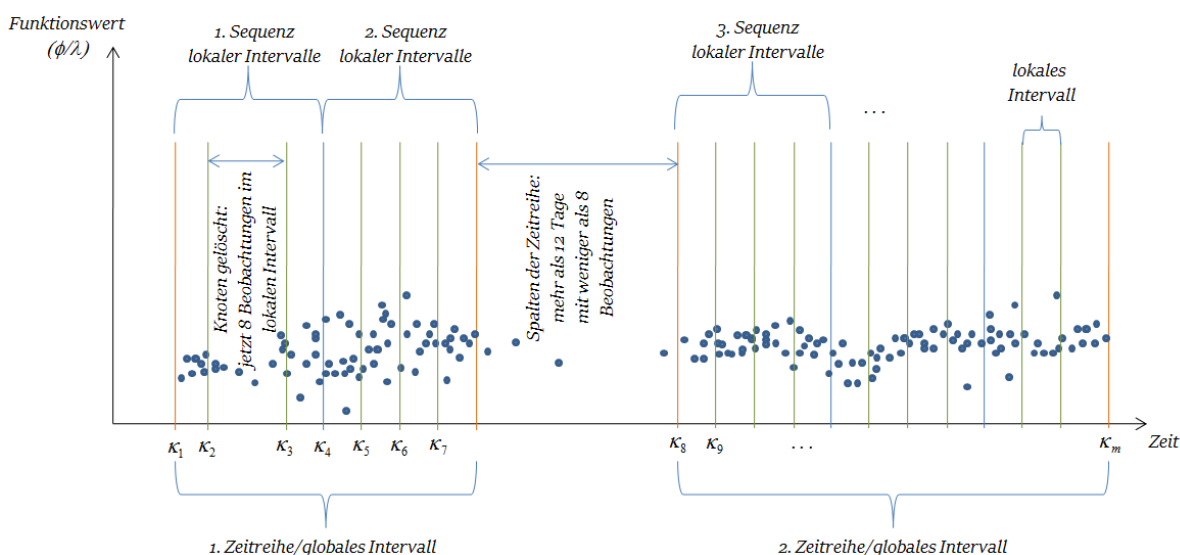 Funktionswert
(ϕ/λ)
1. Sequenz
lokaler Intervalle
2. Sequenz
lokaler Intervalle
3. Sequenz
lokaler Intervalle
. . .
lokales
Intervall
Knoten gelöscht:
jetzt 8 Beobachtungen im
lokalen Intervall
Spalten der Zeitreihe:
mehr als 12 Tage
mit weniger als 8
Beobachtungen
κ1 κ2 κ3 κ4 κ5 κ6 κ7 κ8 κ9 . . . κm Zeit
1. Zeitreihe/globales Intervall
2. Zeitreihe/globales Intervall